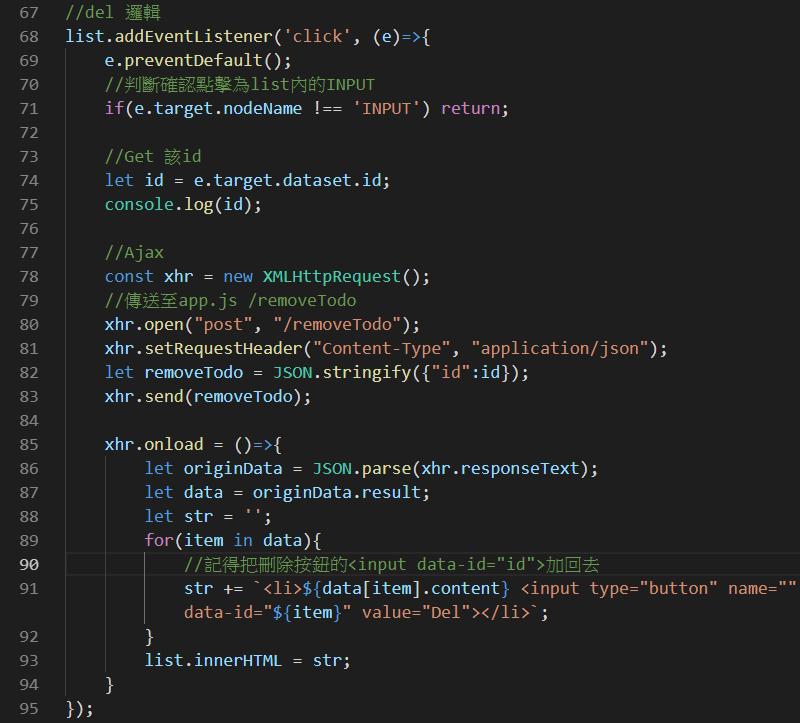 67 //del 邏輯
68 list.addEventListener('click', (e)=>{
69     e.preventDefault();
70     //判斷確認點擊為list內的INPUT
71     if(e.target.nodeName !== 'INPUT') return;
72
73     //Get 該id
74     let id = e.target.dataset.id;
75     console.log(id);
76
77     //Ajax
78     const xhr = new XMLHttpRequest();
79     //傳送至app.js /removeTodo
80     xhr.open("post", "/removeTodo");
81     xhr.setRequestHeader("Content-Type", "application/json");
82     let removeTodo = JSON.stringify({"id":id});
83     xhr.send(removeTodo);
84
85     xhr.onload = ()=>{
86         let originData = JSON.parse(xhr.responseText);
87         let data = originData.result;
88         let str = '';
89         for(item in data){
90             //記得把刪除按鈕的<input data-id="id">加回去
91             str += `<li>${data[item].content} <input type="button" name=""
            data-id="${item}" value="Del"></li>`;
92         }
93         list.innerHTML = str;
94     }
95 });